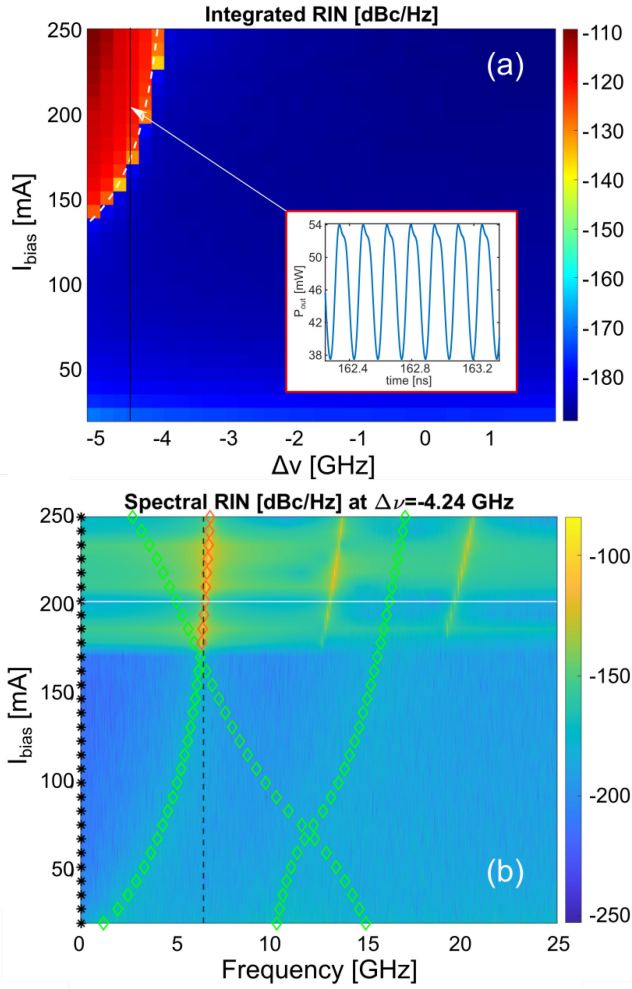 Integrated RIN [dBc/Hz]
250
200
150
100
50
I_bias [mA]
(a)
54
50
46
42
38
P_out [mW]
162.4 162.8 163.2
time [ns]
-110
-120
-130
-140
-150
-160
-170
-180
-5 -4 -3 -2 -1 0 1
Δν [GHz]
Spectral RIN [dBc/Hz] at Δν=-4.24 GHz
250
200
150
100
50
I_bias [mA]
(b)
-100
-150
-200
-250
0 5 10 15 20 25
Frequency [GHz]